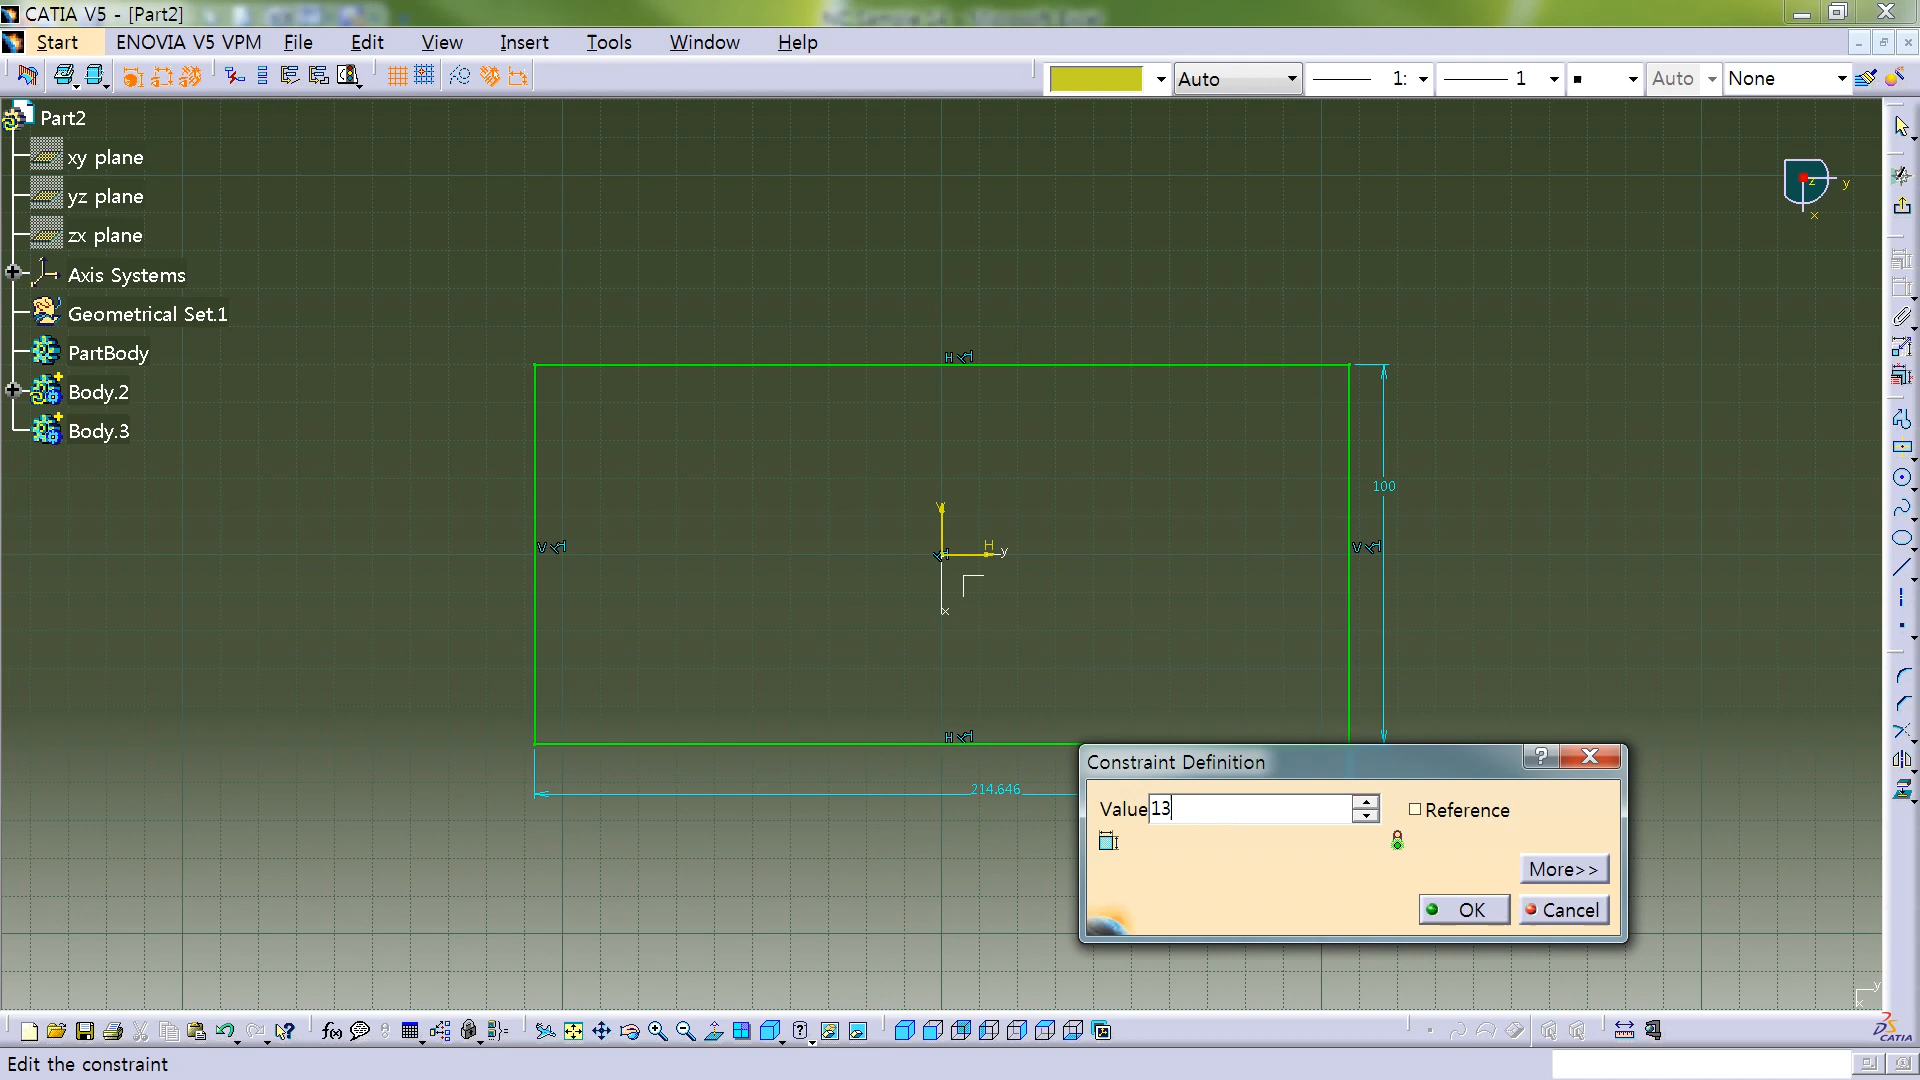 CATIA V5 - [Part2]
Start ENOVIA V5 VPM File Edit View Insert Tools Window Help
Auto 1: 1 Auto None
Part2
xy plane
yz plane
zx plane
Axis Systems
Geometrical Set.1
PartBody
Body.2
Body.3
z y
x
H
100
V
V
V
H y
x
H
214.646
Constraint Definition
Value 13 Reference
More>>
OK Cancel
y
x
f(x)
CATIA
Edit the constraint